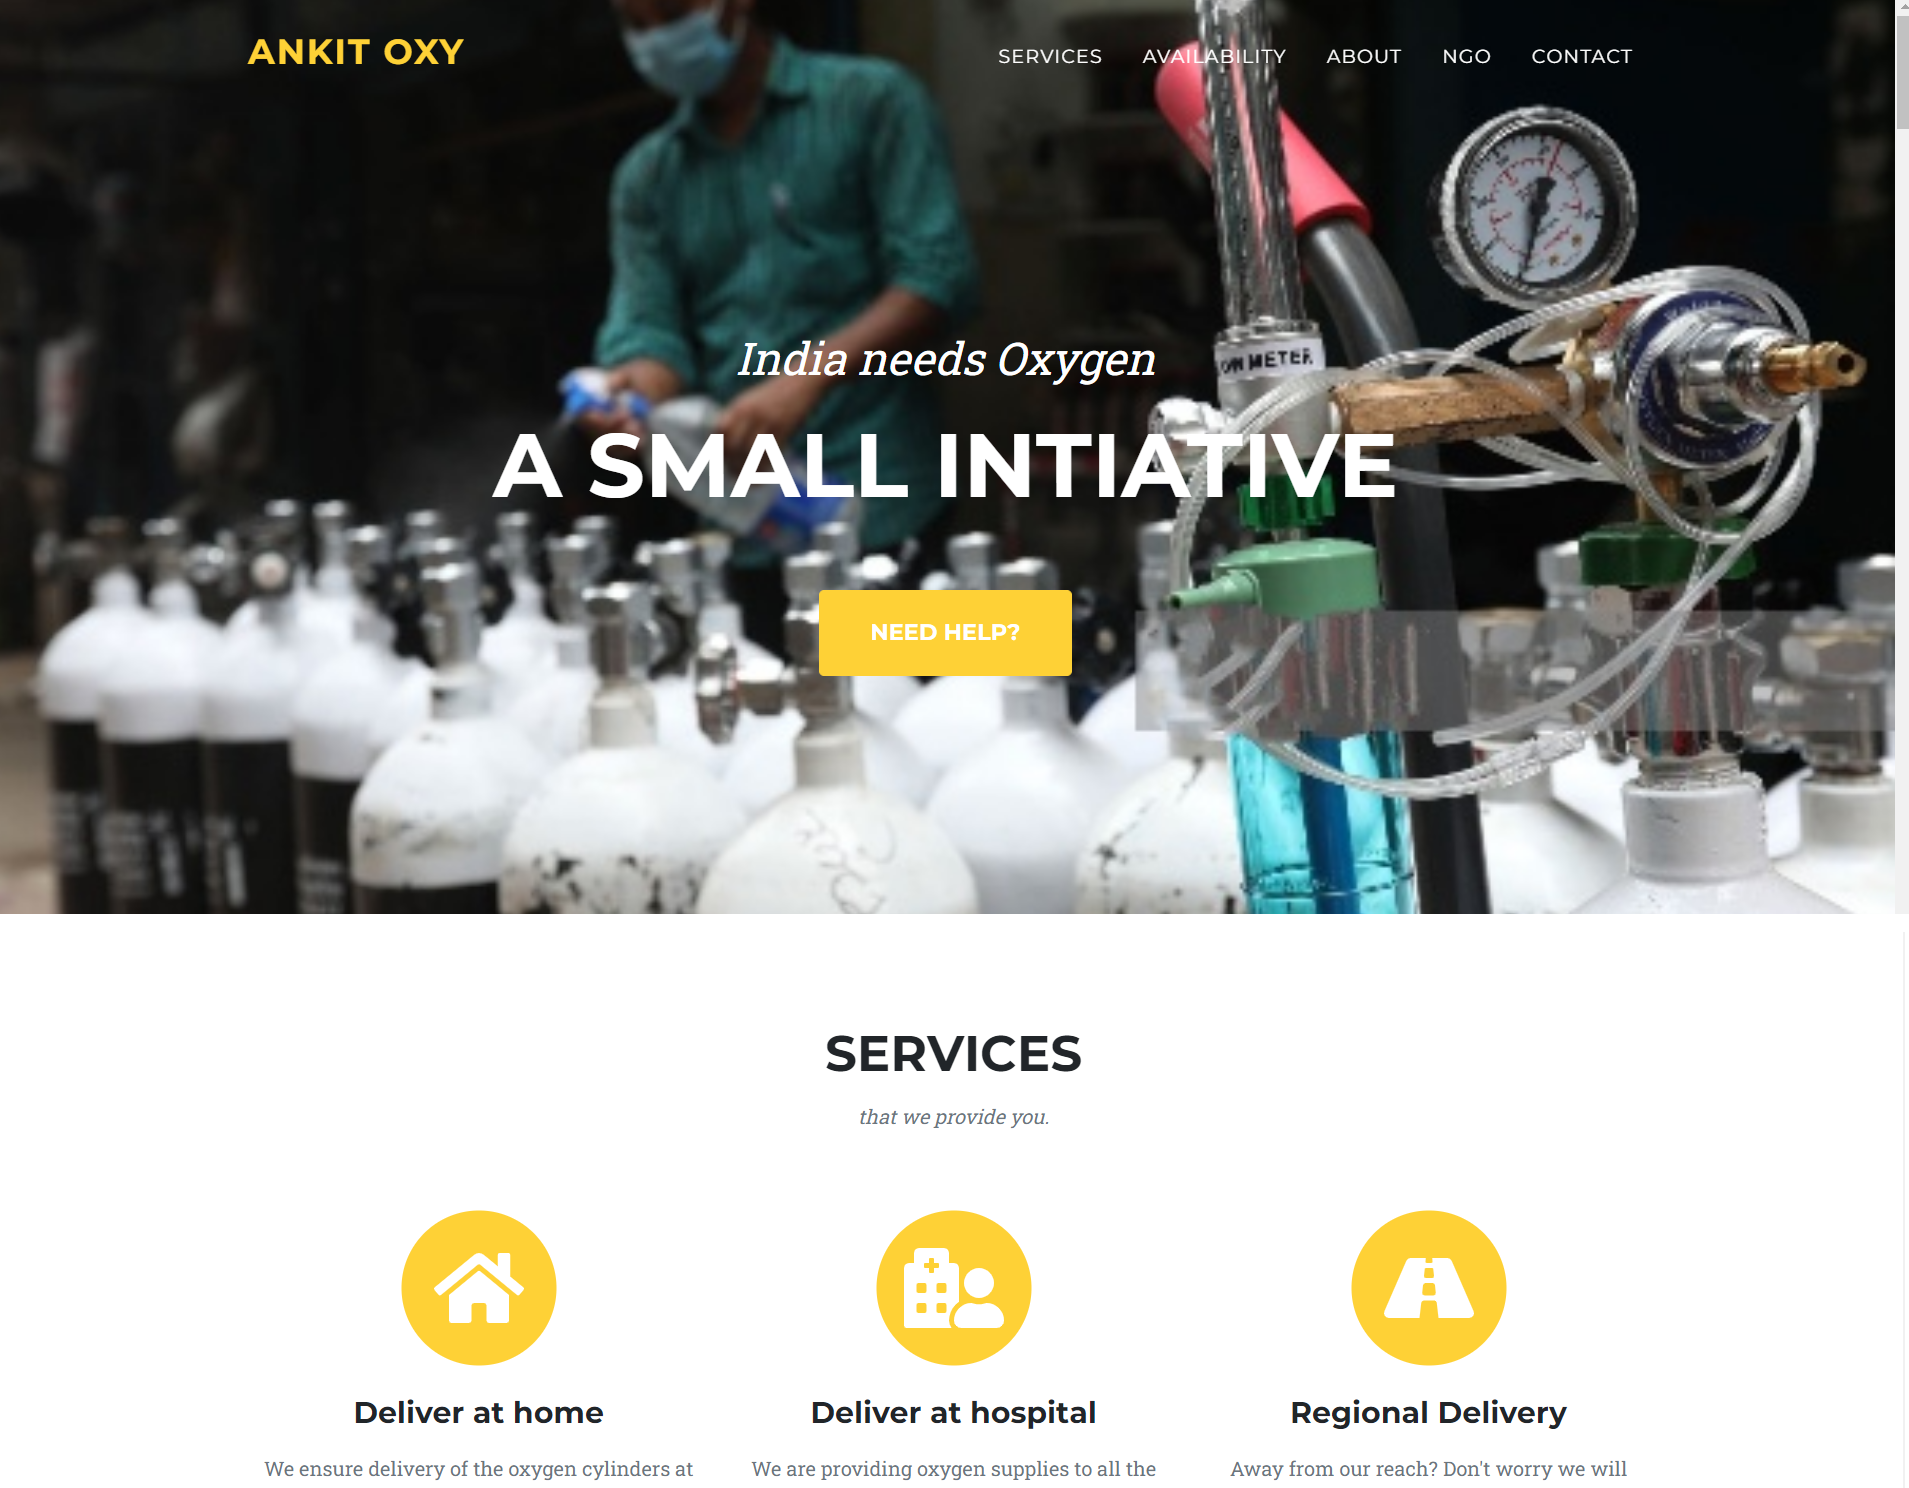 ANKIT OXY
SERVICES AVAILABILITY ABOUT NGO CONTACT
India needs Oxygen
METER
A SMALL INTIATIVE
NEED HELP?
SERVICES
that we provide you.
Deliver at home
We ensure delivery of the oxygen cylinders at
Deliver at hospital
We are providing oxygen supplies to all the
Regional Delivery
Away from our reach? Don't worry we will